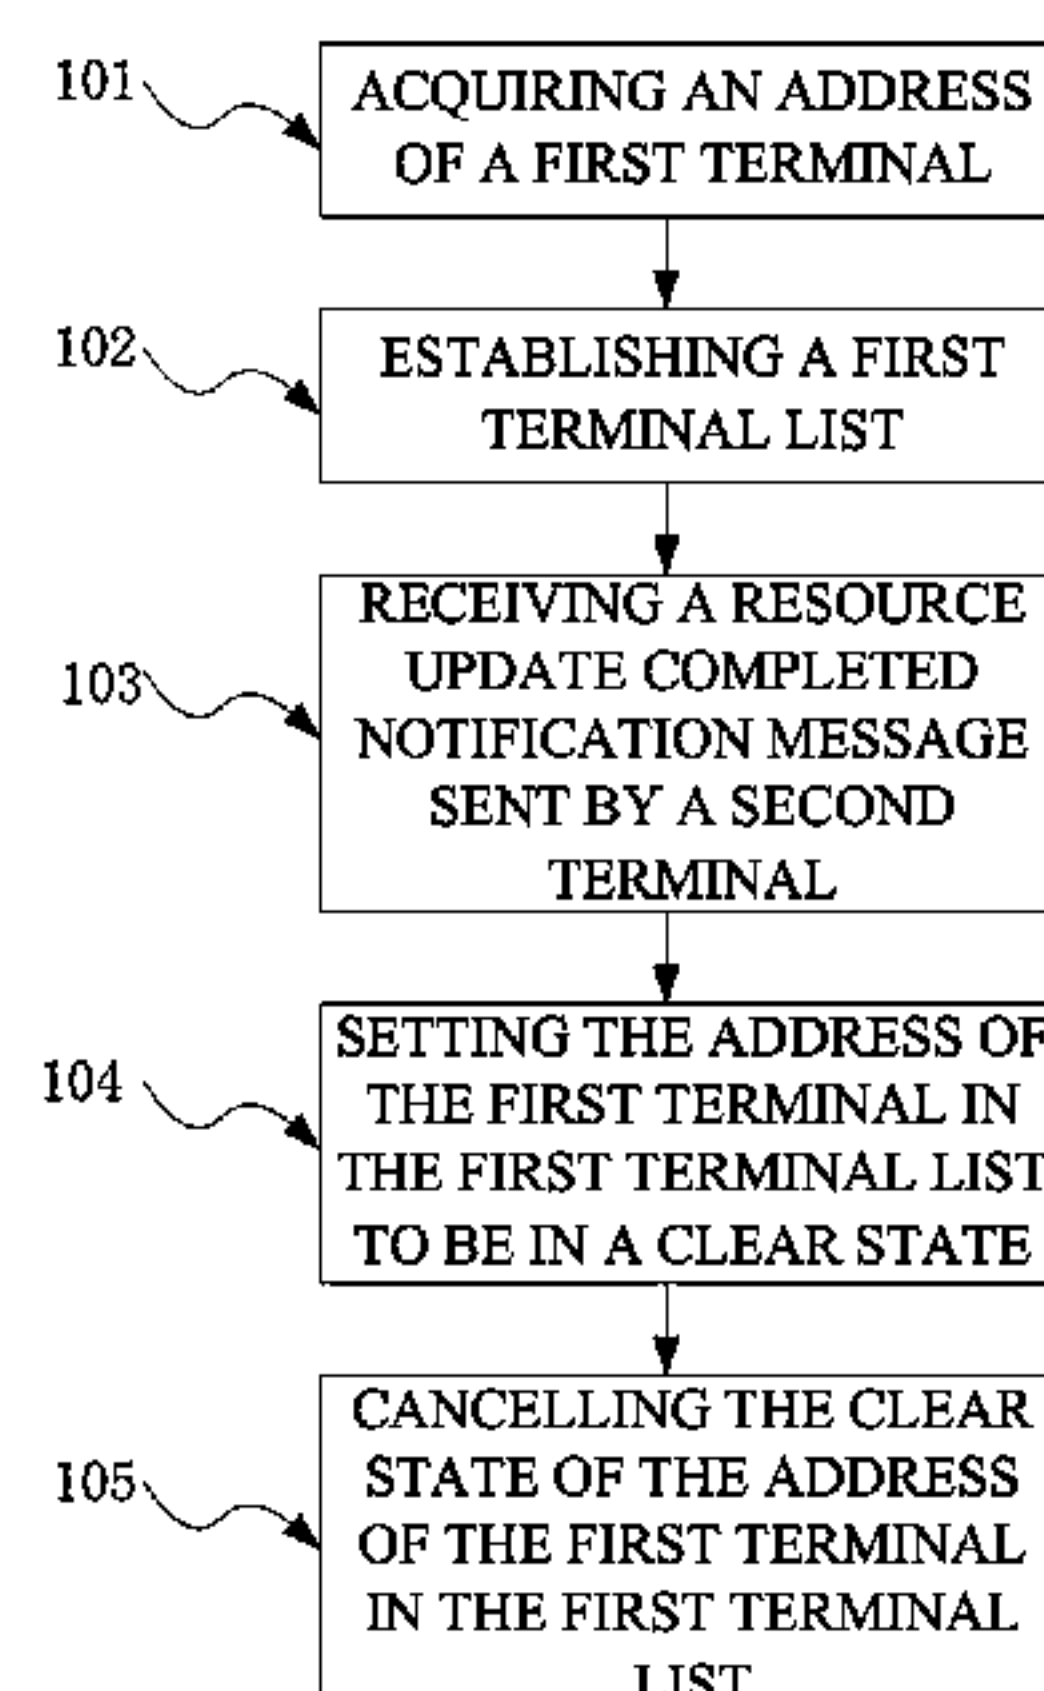 101
ACQUIRING AN ADDRESS
OF A FIRST TERMINAL
102
ESTABLISHING A FIRST
TERMINAL LIST
103
RECEIVING A RESOURCE
UPDATE COMPLETED
NOTIFICATION MESSAGE
SENT BY A SECOND
TERMINAL
104
SETTING THE ADDRESS OF
THE FIRST TERMINAL IN
THE FIRST TERMINAL LIST
TO BE IN A CLEAR STATE
105
CANCELLING THE CLEAR
STATE OF THE ADDRESS
OF THE FIRST TERMINAL
IN THE FIRST TERMINAL
LIST